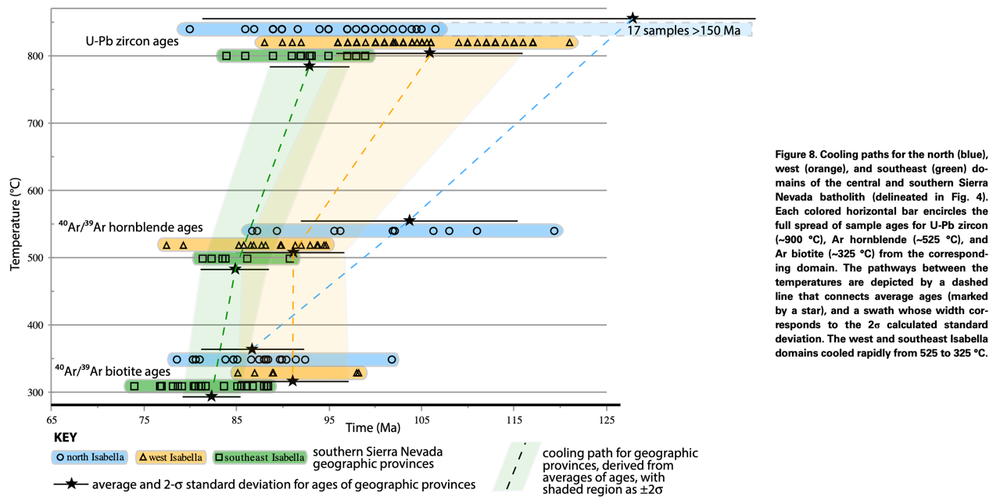 U-Pb zircon ages
17 samples >150 Ma
800
700
600
⁴⁰Ar/³⁹Ar hornblende ages
500
400
⁴⁰Ar/³⁹Ar biotite ages
300
Temperature (°C)
65 75 85 95 105 115 125
Time (Ma)
KEY
north Isabella west Isabella southeast Isabella southern Sierra Nevada
geographic provinces
average and 2-σ standard deviation for ages of geographic provinces
cooling path for geographic
provinces, derived from
averages of ages, with
shaded region as ±2σ
Figure 8. Cooling paths for the north (blue),
west (orange), and southeast (green) do-
mains of the central and southern Sierra
Nevada batholith (delineated in Fig. 4).
Each colored horizontal bar encircles the
full spread of sample ages for U-Pb zircon
(~900 °C), Ar hornblende (~525 °C), and
Ar biotite (~325 °C) from the correspond-
ing domain. The pathways between the
temperatures are depicted by a dashed
line that connects average ages (marked
by a star), and a swath whose width cor-
responds to the 2σ calculated standard
deviation. The west and southeast Isabella
domains cooled rapidly from 525 to 325 °C.